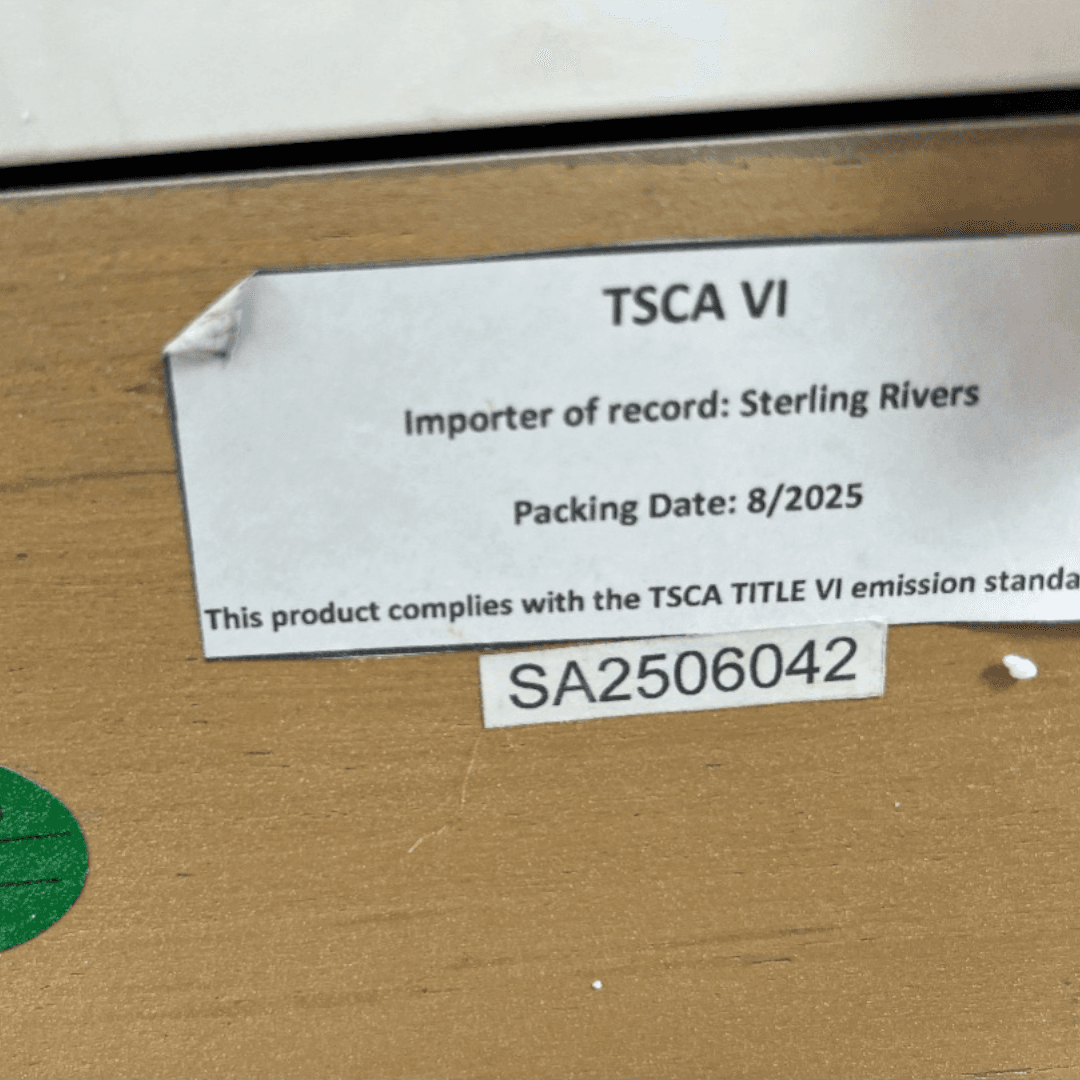 TSCA VI
Importer of record: Sterling Rivers
Packing Date: 8/2025
This product complies with the TSCA TITLE VI emission standa
SA2506042